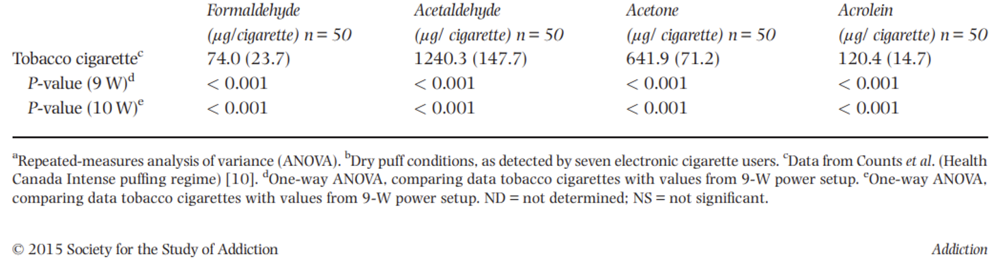 Formaldehyde Acetaldehyde Acetone Acrolein
(μg/cigarette) n = 50 (μg/ cigarette) n = 50 (μg/ cigarette) n = 50 (μg/ cigarette) n = 50
Tobacco cigarettec 74.0 (23.7) 1240.3 (147.7) 641.9 (71.2) 120.4 (14.7)
P-value (9 W)d < 0.001 < 0.001 < 0.001 < 0.001
P-value (10 W)e < 0.001 < 0.001 < 0.001 < 0.001
aRepeated-measures analysis of variance (ANOVA). bDry puff conditions, as detected by seven electronic cigarette users. cData from Counts et al. (Health
Canada Intense puffing regime) [10]. dOne-way ANOVA, comparing data tobacco cigarettes with values from 9-W power setup. eOne-way ANOVA,
comparing data tobacco cigarettes with values from 9-W power setup. ND = not determined; NS = not significant.
© 2015 Society for the Study of Addiction Addiction